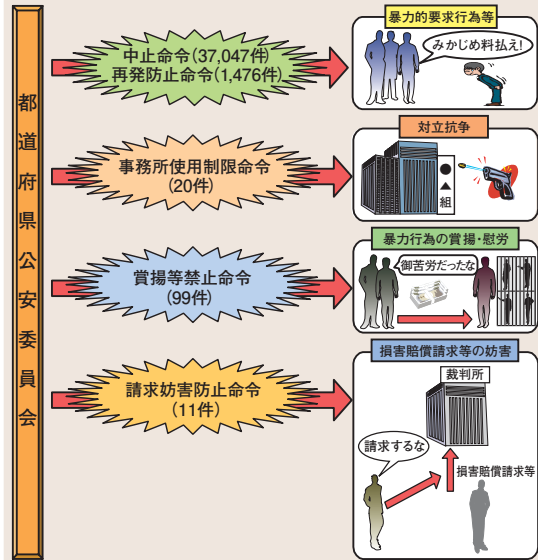 都道府県公安委員会
中止命令(37,047件)
再発防止命令(1,476件)
暴力的要求行為等
みかじめ料払え!
事務所使用制限命令
(20件)
対立抗争
●▲組
賞揚等禁止命令
(99件)
暴力行為の賞揚・慰労
御苦労だったな
請求妨害防止命令
(11件)
損害賠償請求等の妨害
裁判所
請求するな
損害賠償請求等